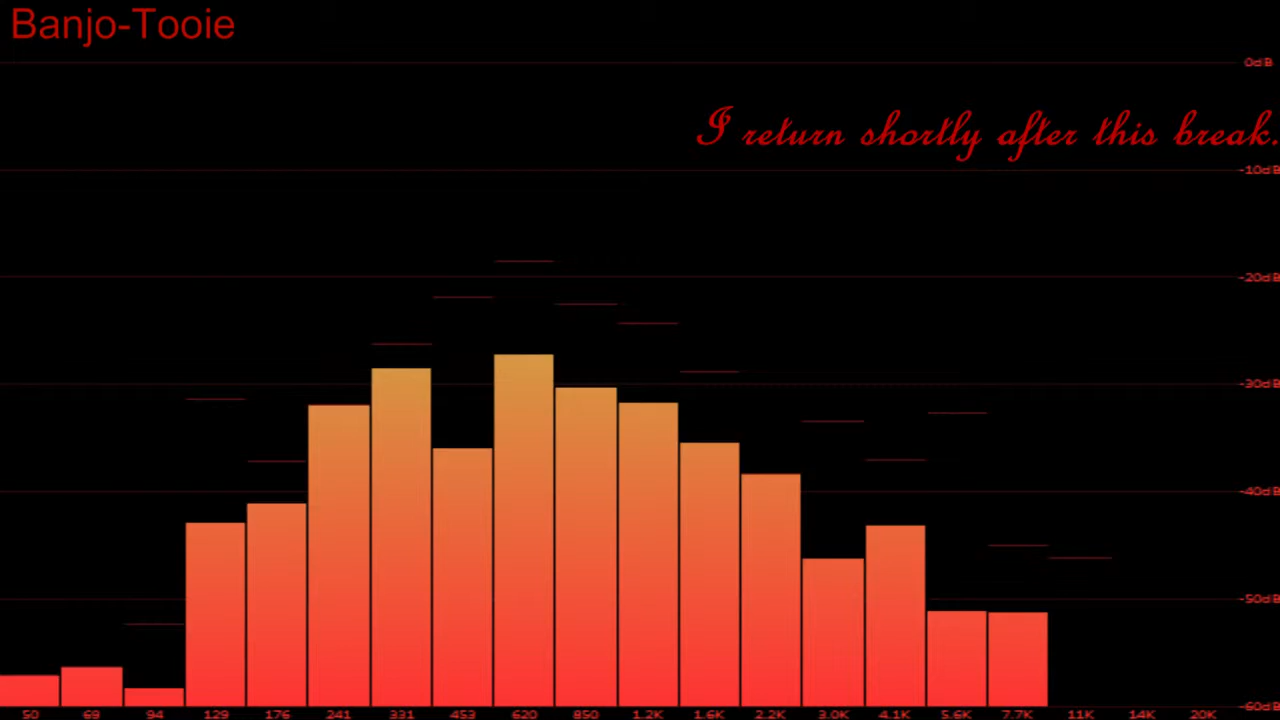 Banjo-Tooie
0dB
I return shortly after this break.
-10dB
-20dB
-30dB
-40dB
-50dB
-60dB
50 69 94 129 176 241 331 453 620 850 1.2K 1.6K 2.2K 3.0K 4.1K 5.6K 7.7K 11K 14K 20K